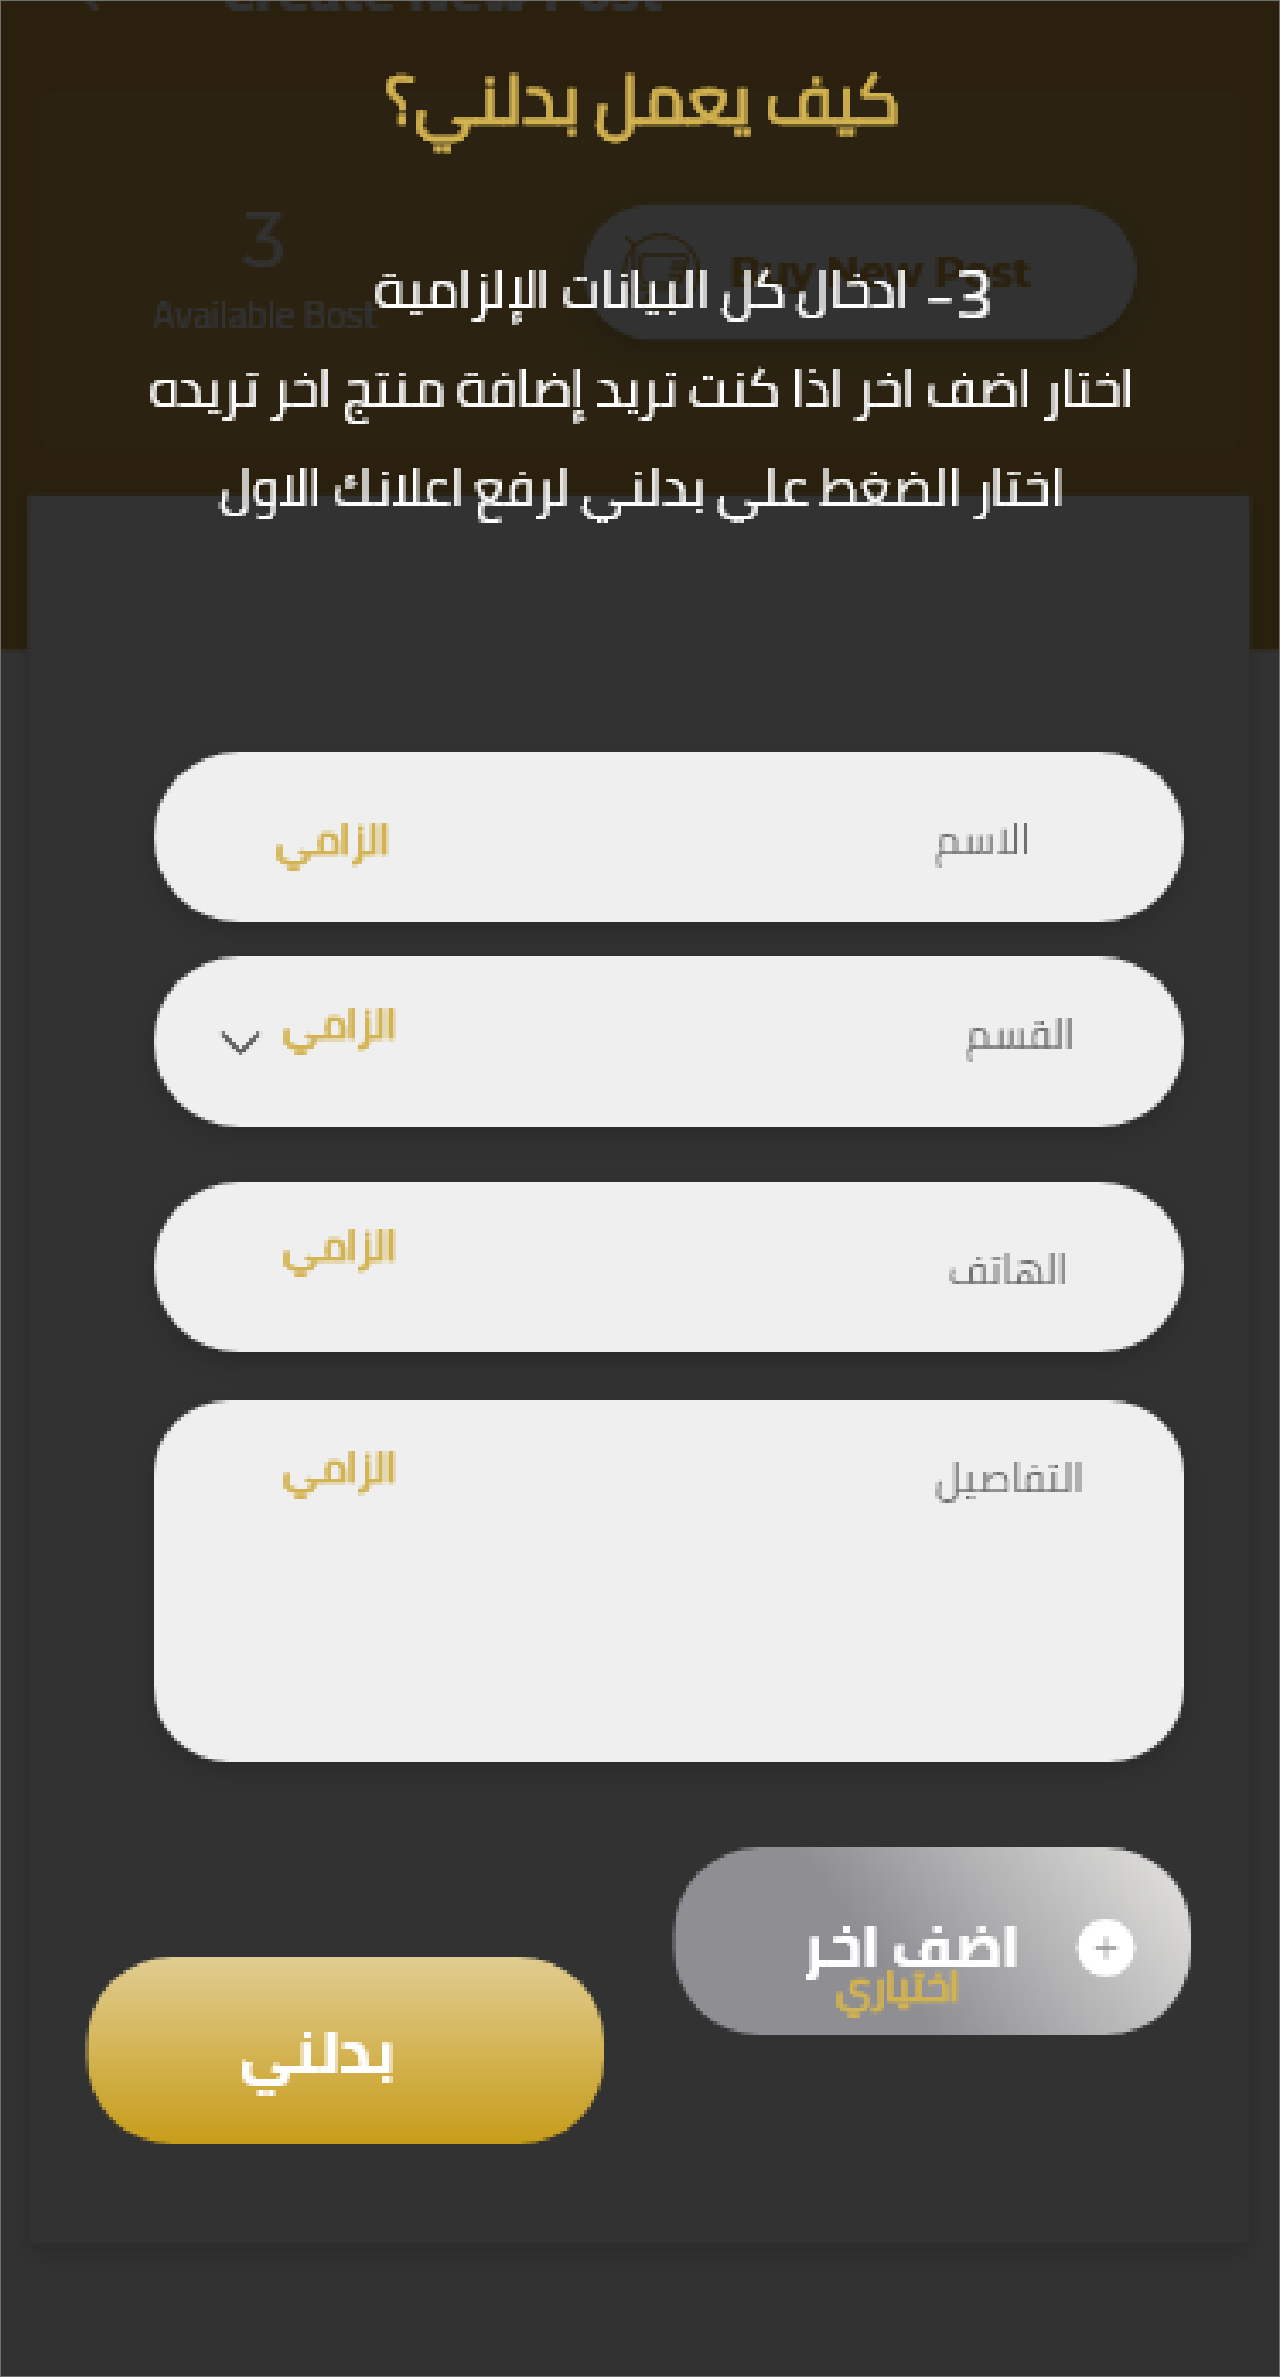 Create New Post
كيف يعمل بدلني؟
3
Available Bost
Buy New Post
3- ادخال كل البيانات الإلزامية
اختار اضف اخر اذا كنت تريد إضافة منتج اخر تريده
اختار الضغط علي بدلني لرفع اعلانك الاول
الاسم
الزامي
القسم
الزامي
الهاتف
الزامي
التفاصيل
الزامي
اضف اخر
اختياري
بدلني